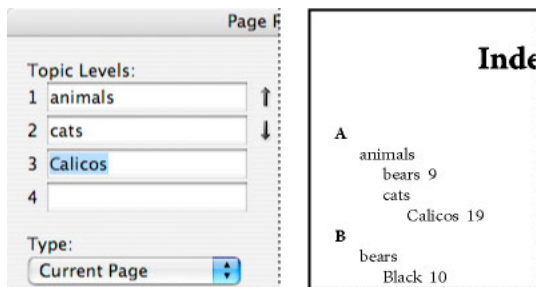 Page
Topic Levels:
1 animals
2 cats
3 Calicos
4
Type:
Current Page
A
animals
bears 9
cats
Calicos 19
B
bears
Black 10